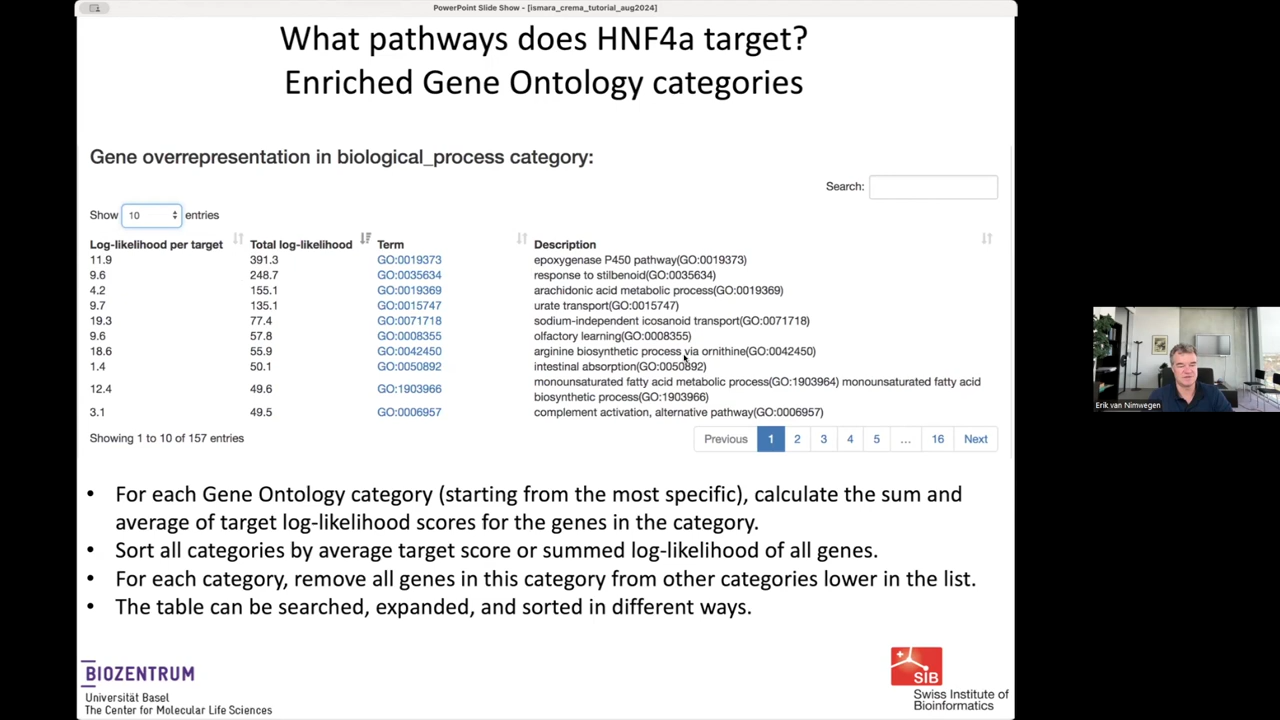 PowerPoint Slide Show - [ismara_crema_tutorial_aug2024]
What pathways does HNF4a target?
Enriched Gene Ontology categories
Gene overrepresentation in biological_process category:
Search:
Show 10 entries
Log-likelihood per target Total log-likelihood Term Description
11.9 391.3 GO:0019373 epoxygenase P450 pathway(GO:0019373)
9.6 248.7 GO:0035634 response to stilbenoid(GO:0035634)
4.2 155.1 GO:0019369 arachidonic acid metabolic process(GO:0019369)
9.7 135.1 GO:0015747 urate transport(GO:0015747)
19.3 77.4 GO:0071718 sodium-independent icosanoid transport(GO:0071718)
9.6 57.8 GO:0008355 olfactory learning(GO:0008355)
18.6 55.9 GO:0042450 arginine biosynthetic process via ornithine(GO:0042450)
1.4 50.1 GO:0050892 intestinal absorption(GO:0050892)
12.4 49.6 GO:1903966 monounsaturated fatty acid metabolic process(GO:1903964) monounsaturated fatty acid
biosynthetic process(GO:1903966)
3.1 49.5 GO:0006957 complement activation, alternative pathway(GO:0006957)
Showing 1 to 10 of 157 entries
Previous 1 2 3 4 5 ... 16 Next
• For each Gene Ontology category (starting from the most specific), calculate the sum and
average of target log-likelihood scores for the genes in the category.
• Sort all categories by average target score or summed log-likelihood of all genes.
• For each category, remove all genes in this category from other categories lower in the list.
• The table can be searched, expanded, and sorted in different ways.
BIOZENTRUM
Universität Basel
The Center for Molecular Life Sciences
SIB
Swiss Institute of
Bioinformatics
Erik van Nimwegen